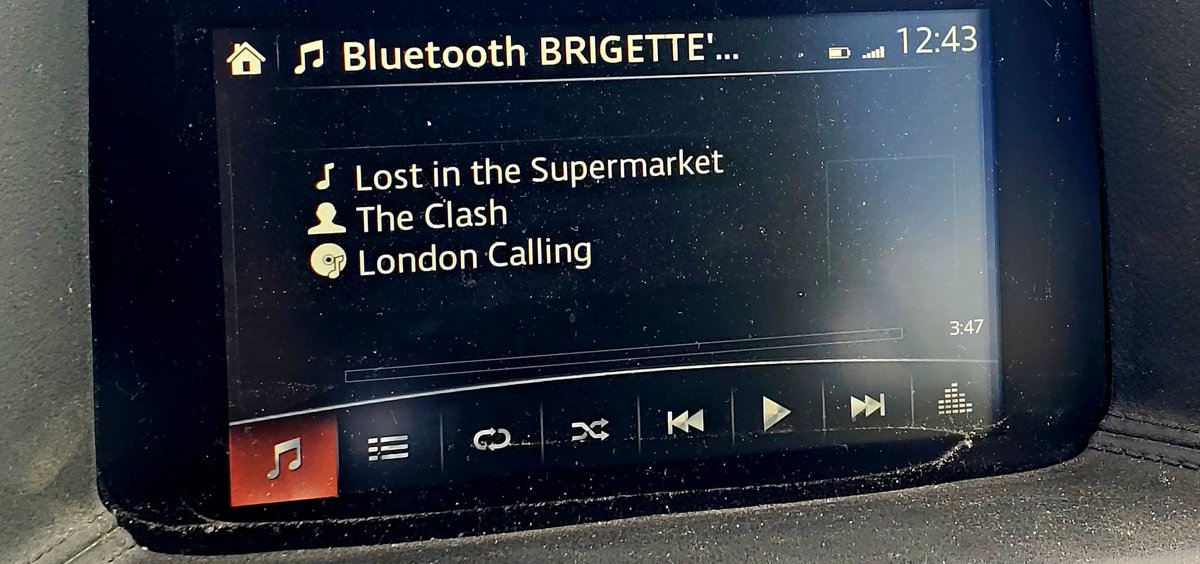 Bluetooth BRIGETTE'...
12:43
Lost in the Supermarket
The Clash
London Calling
3:47